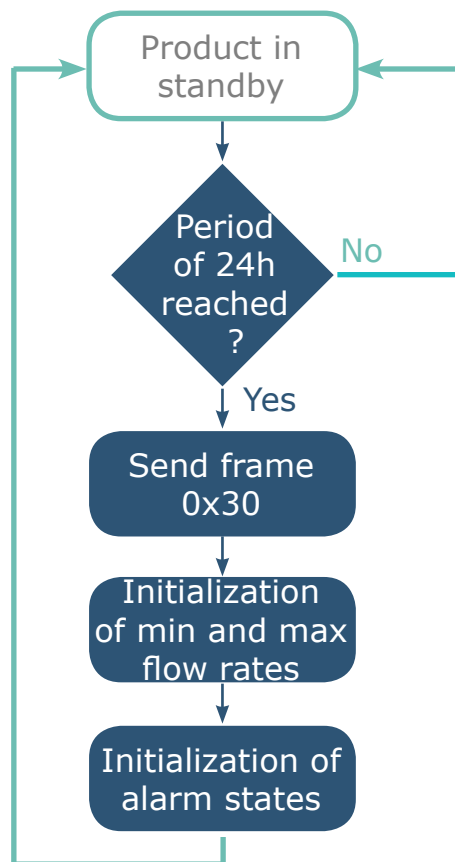 Product in
standby
Period
of 24h
reached
?
No
Yes
Send frame
0x30
Initialization
of min and max
flow rates
Initialization of
alarm states